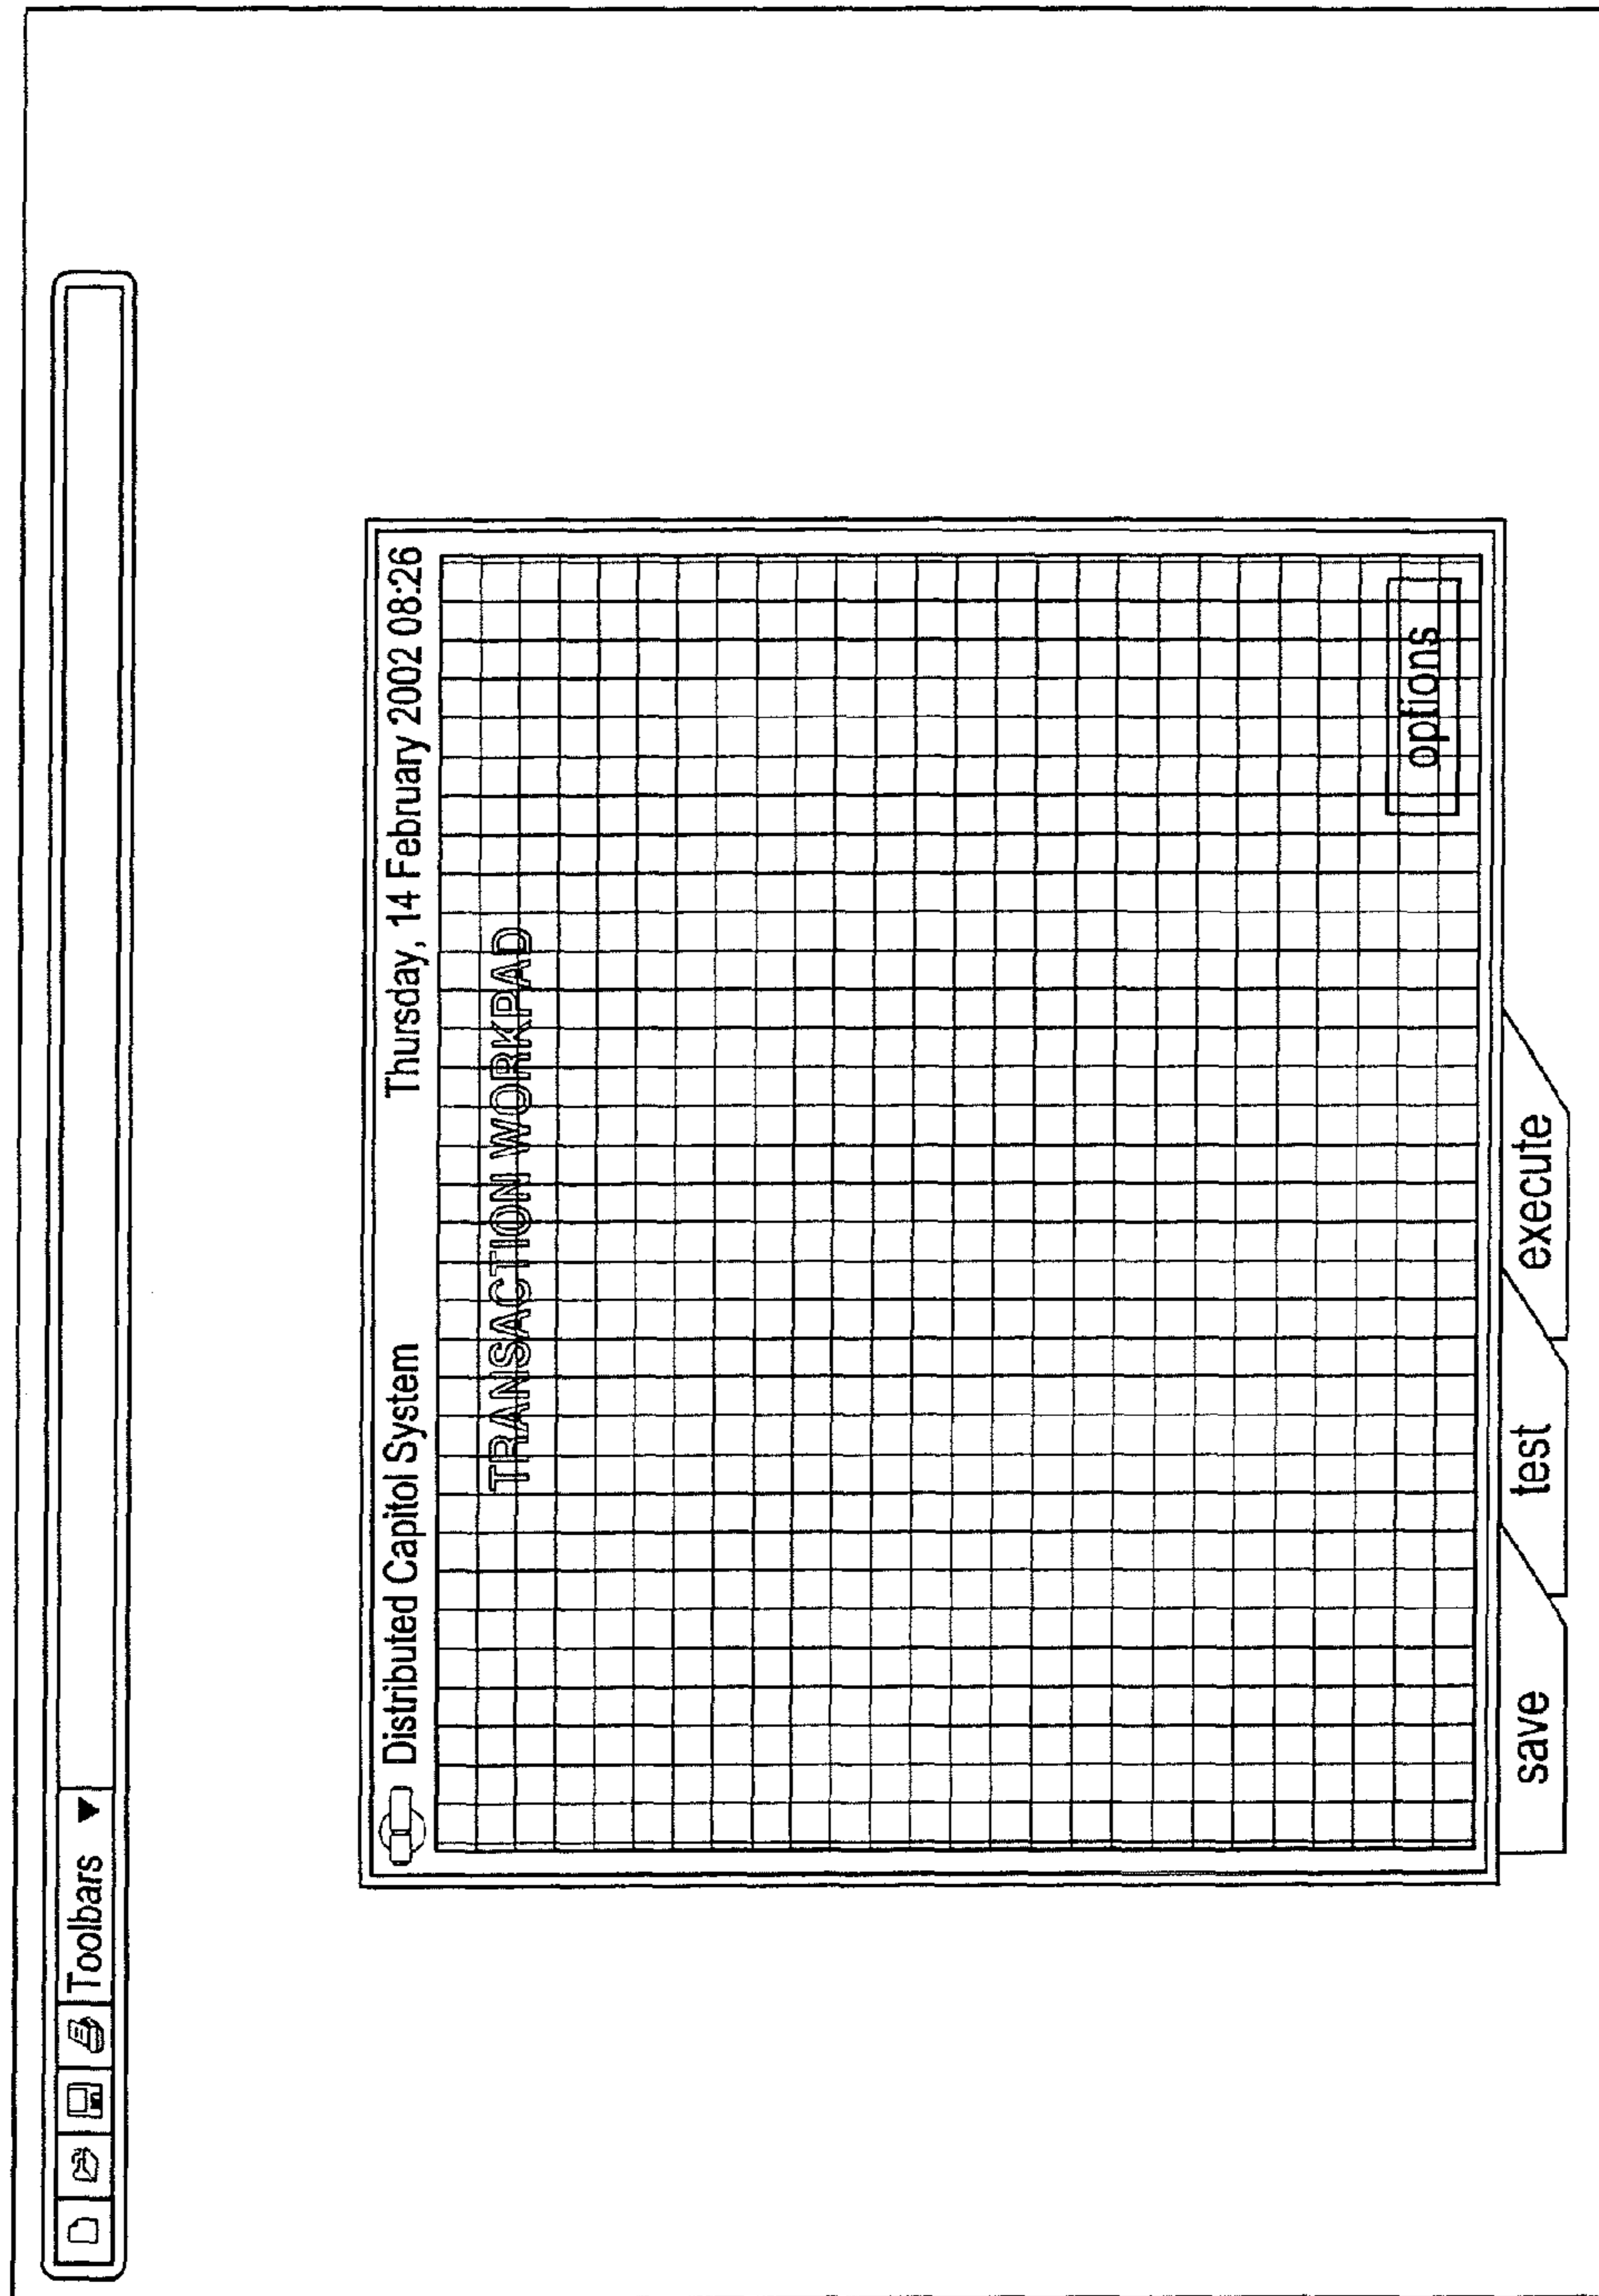 Toolbars
Distributed Capitol System
Thursday, 14 February 2002 08:26
TRANSACTION WORKPAD
options
save
test
execute